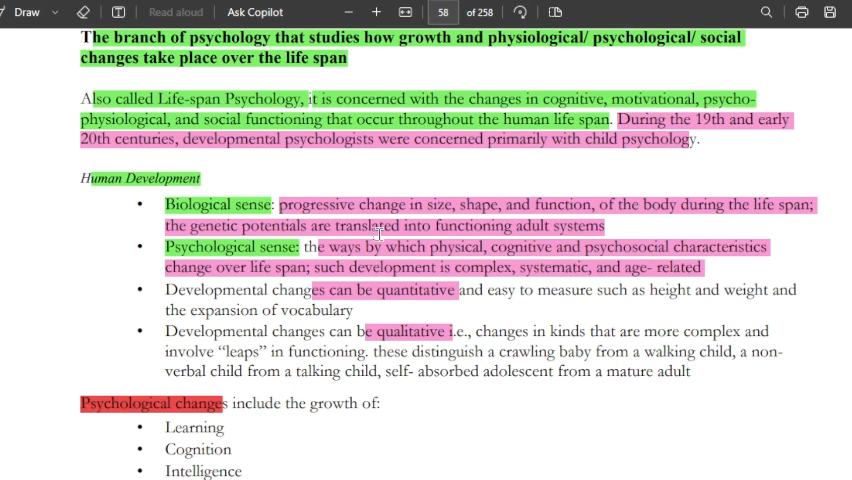 Draw
Read aloud
Ask Copilot
58 of 258
The branch of psychology that studies how growth and physiological/ psychological/ social
changes take place over the life span
Also called Life-span Psychology, it is concerned with the changes in cognitive, motivational, psycho-
physiological, and social functioning that occur throughout the human life span. During the 19th and early
20th centuries, developmental psychologists were concerned primarily with child psychology.
Human Development
• Biological sense: progressive change in size, shape, and function, of the body during the life span;
the genetic potentials are translated into functioning adult systems
• Psychological sense: the ways by which physical, cognitive and psychosocial characteristics
change over life span; such development is complex, systematic, and age- related
• Developmental changes can be quantitative and easy to measure such as height and weight and
the expansion of vocabulary
• Developmental changes can be qualitative i.e., changes in kinds that are more complex and
involve “leaps” in functioning. these distinguish a crawling baby from a walking child, a non-
verbal child from a talking child, self- absorbed adolescent from a mature adult
Psychological changes include the growth of:
• Learning
• Cognition
• Intelligence